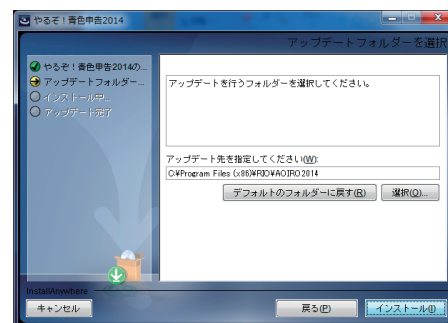 やるぞ！青色申告2014
アップデートフォルダーを選択
やるぞ！青色申告2014の...
アップデートフォルダー...
インストール中...
アップデート完了
アップデートを行うフォルダーを選択してください。
アップデート先を指定してください(W):
C:¥Program Files (x86)¥RIO¥AOIRO2014
デフォルトのフォルダーに戻す(R)
選択(O)...
InstallAnywhere
キャンセル
戻る(P)
インストール(I)